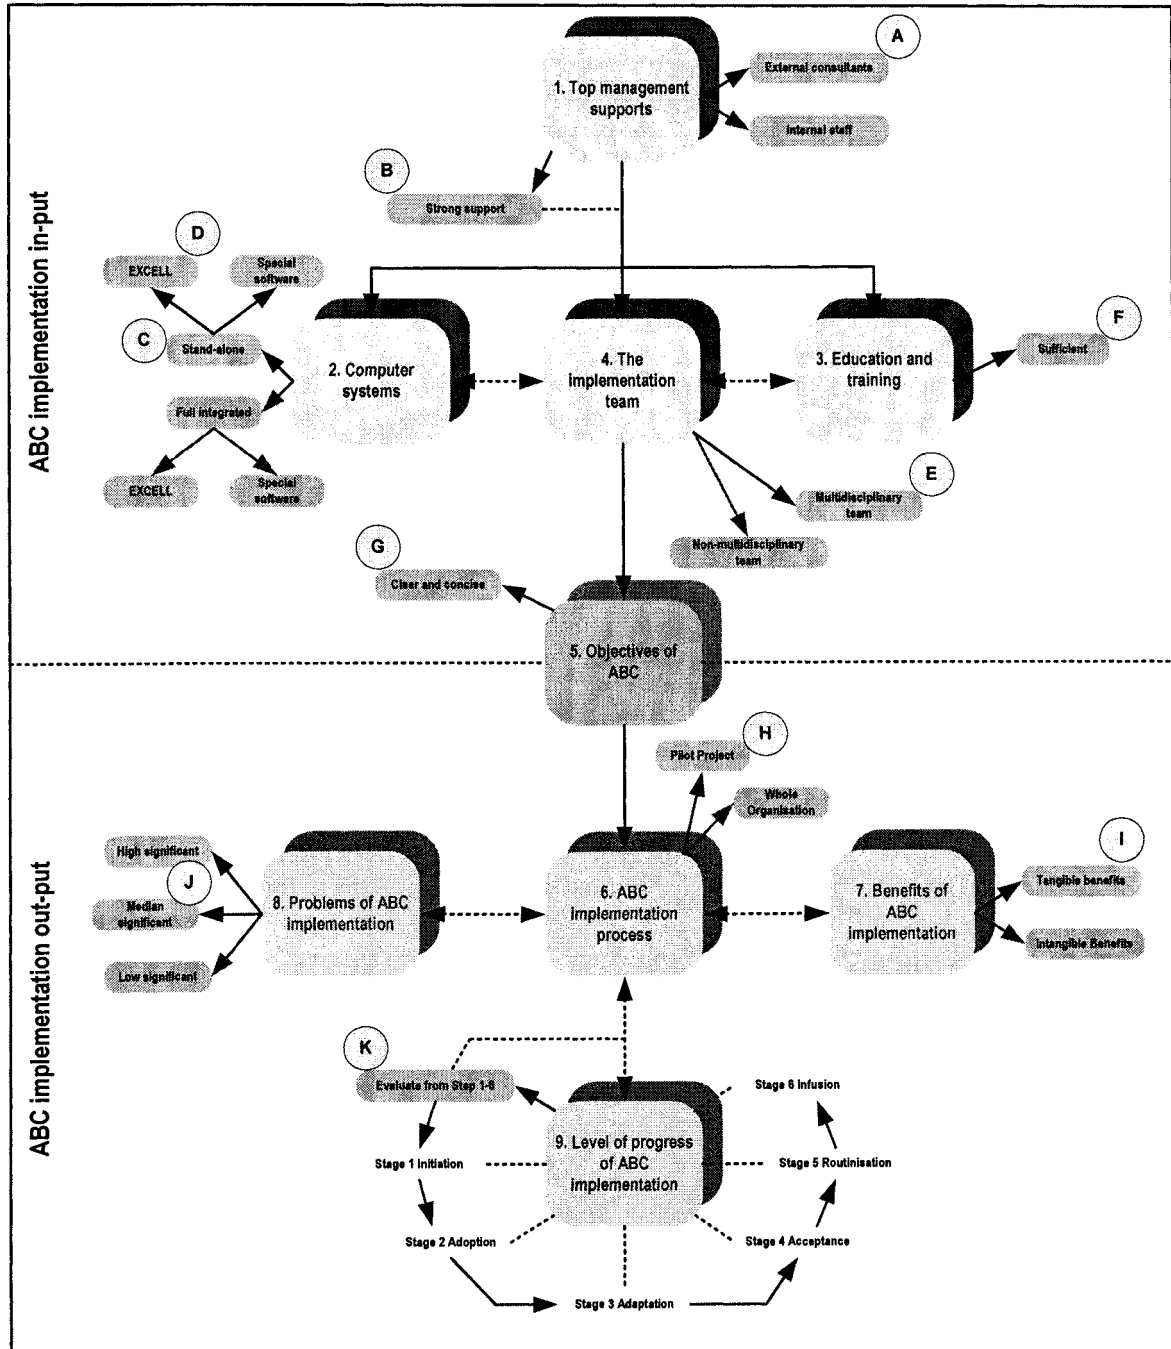 ABC implementation in-put
A
External consultants
1. Top management
supports
Internal staff
B
Strong support
D
EXCELL
Special
software
C
Stand-alone
Full integrated
EXCELL
Special
software
2. Computer
systems
4. The
implementation
team
3. Education and
training
F
Sufficient
E
Multidisciplinary
team
Non-multidisciplinary
team
G
Clear and concise
5. Objectives of
ABC
ABC implementation out-put
H
Pilot Project
Whole
Organisation
High significant
J
Median
significant
Low significant
8. Problems of ABC
implementation
6. ABC
implementation
process
7. Benefits of
ABC
implementation
I
Tangible benefits
Intangible Benefits
K
Evaluate from Step 1-6
9. Level of progress
of ABC
implementation
Stage 6 Infusion
Stage 1 Initiation
Stage 5 Routinisation
Stage 2 Adoption
Stage 4 Acceptance
Stage 3 Adaptation